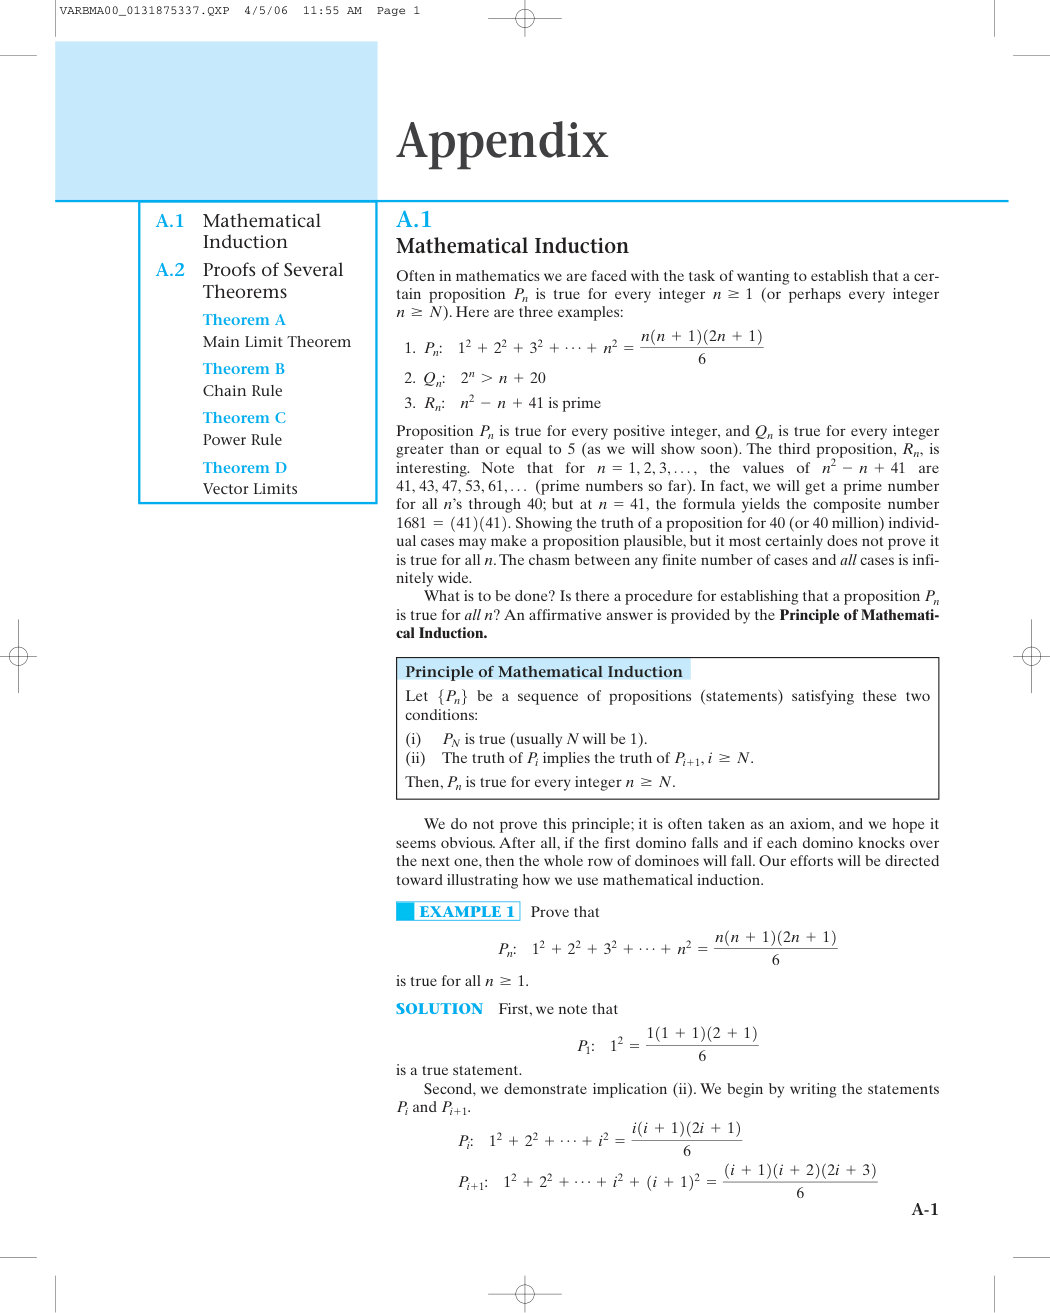 VARBMA00_0131875337.QXP 4/5/06 11:55 AM Page 1
Appendix
A.1 Mathematical
Induction
A.2 Proofs of Several
Theorems
Theorem A
Main Limit Theorem
Theorem B
Chain Rule
Theorem C
Power Rule
Theorem D
Vector Limits
A.1
Mathematical Induction
Often in mathematics we are faced with the task of wanting to establish that a cer-
tain proposition Pₙ is true for every integer n ≥ 1 (or perhaps every integer
n ≥ N). Here are three examples:
1. Pₙ: 1² + 2² + 3² + ⋯ + n² = n(n + 1)(2n + 1) / 6
2. Qₙ: 2ⁿ > n + 20
3. Rₙ: n² − n + 41 is prime
Proposition Pₙ is true for every positive integer, and Qₙ is true for every integer
greater than or equal to 5 (as we will show soon). The third proposition, Rₙ, is
interesting. Note that for n = 1, 2, 3, . . . , the values of n² − n + 41 are
41, 43, 47, 53, 61, . . . (prime numbers so far). In fact, we will get a prime number
for all n’s through 40; but at n = 41, the formula yields the composite number
1681 = (41)(41). Showing the truth of a proposition for 40 (or 40 million) individ-
ual cases may make a proposition plausible, but it most certainly does not prove it
is true for all n. The chasm between any finite number of cases and all cases is infi-
nitely wide.
What is to be done? Is there a procedure for establishing that a proposition Pₙ
is true for all n? An affirmative answer is provided by the Principle of Mathemati-
cal Induction.
Principle of Mathematical Induction
Let {Pₙ} be a sequence of propositions (statements) satisfying these two
conditions:
(i) P_N is true (usually N will be 1).
(ii) The truth of Pᵢ implies the truth of Pᵢ₊₁, i ≥ N.
Then, Pₙ is true for every integer n ≥ N.
We do not prove this principle; it is often taken as an axiom, and we hope it
seems obvious. After all, if the first domino falls and if each domino knocks over
the next one, then the whole row of dominoes will fall. Our efforts will be directed
toward illustrating how we use mathematical induction.
EXAMPLE 1 Prove that
Pₙ: 1² + 2² + 3² + ⋯ + n² = n(n + 1)(2n + 1) / 6
is true for all n ≥ 1.
SOLUTION First, we note that
P₁: 1² = 1(1 + 1)(2 + 1) / 6
is a true statement.
Second, we demonstrate implication (ii). We begin by writing the statements
Pᵢ and Pᵢ₊₁.
Pᵢ: 1² + 2² + ⋯ + i² = i(i + 1)(2i + 1) / 6
Pᵢ₊₁: 1² + 2² + ⋯ + i² + (i + 1)² = (i + 1)(i + 2)(2i + 3) / 6
A-1